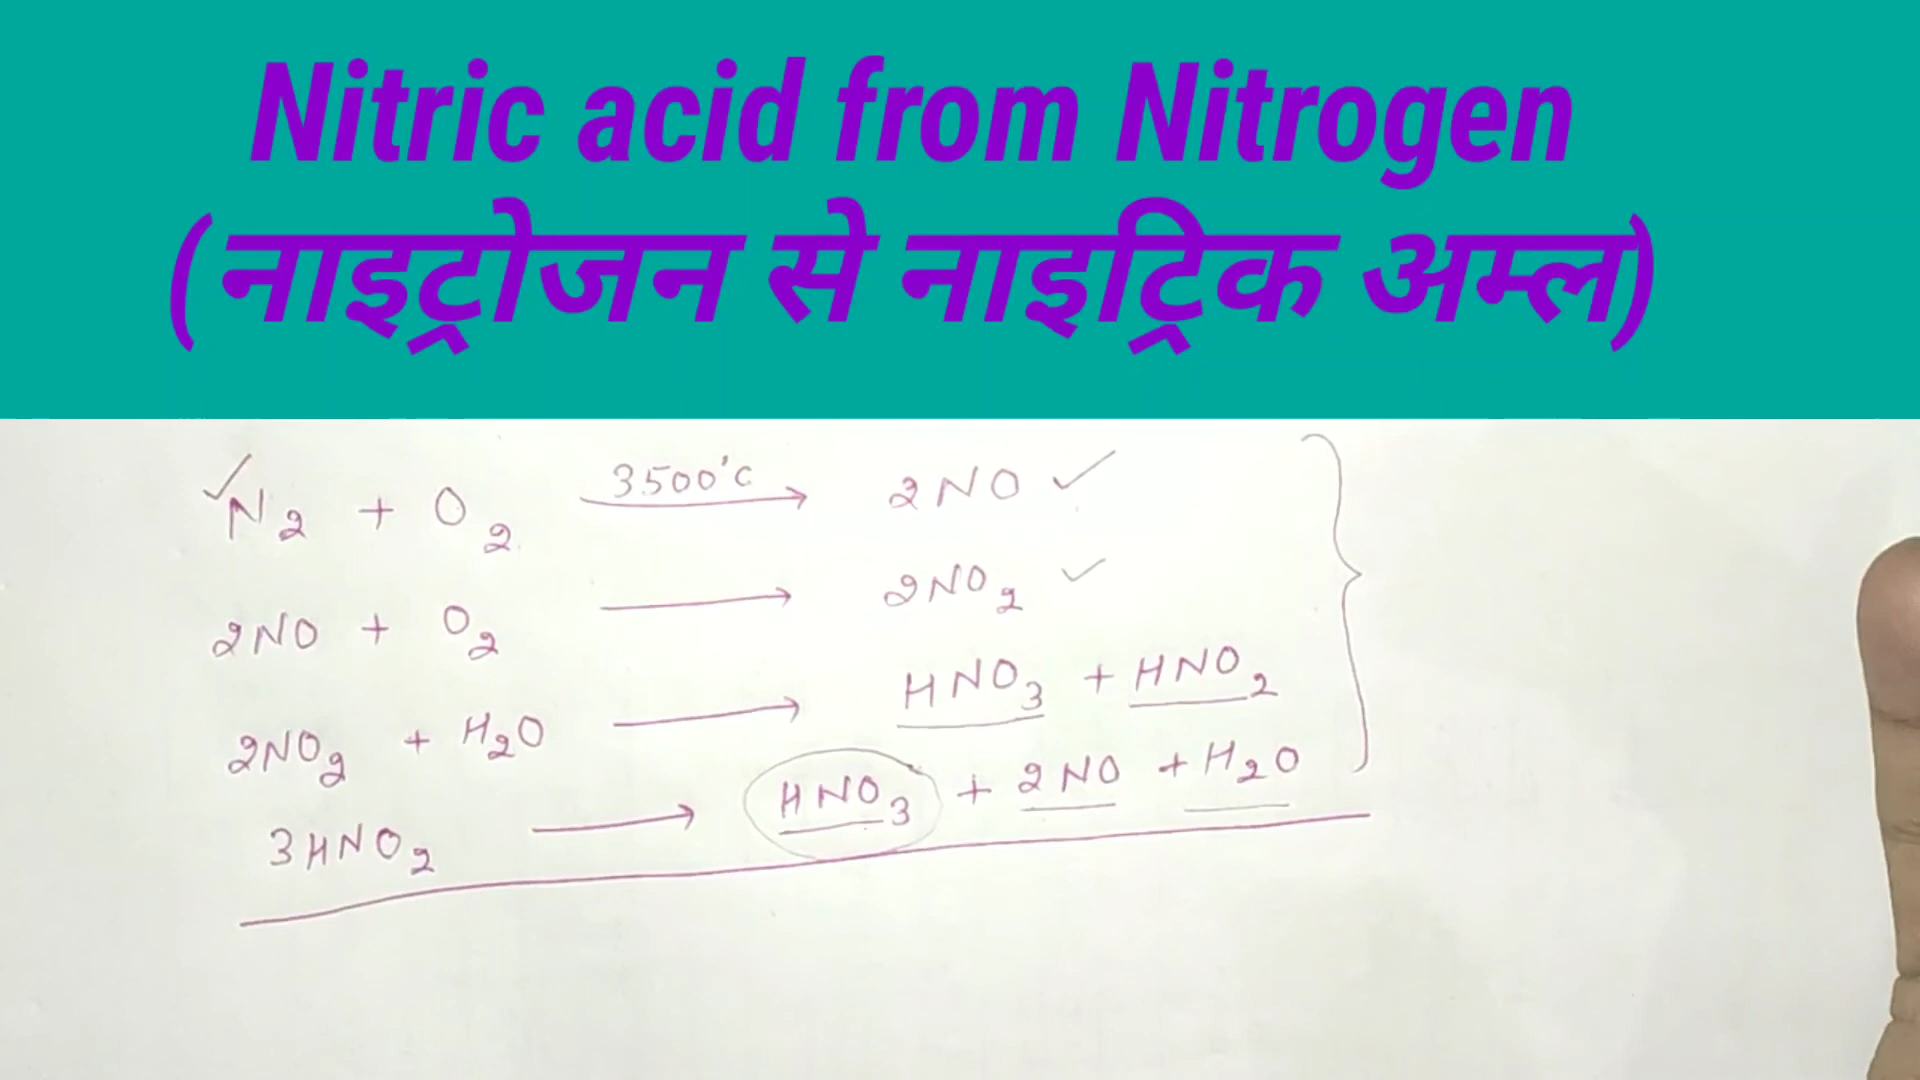 Nitric acid from Nitrogen
(नाइट्रोजन से नाइट्रिक अम्ल)
N₂ + O₂ 3500°C → 2NO
2NO + O₂ → 2NO₂
2NO₂ + H₂O → HNO₃ + HNO₂
3HNO₂ → HNO₃ + 2NO + H₂O